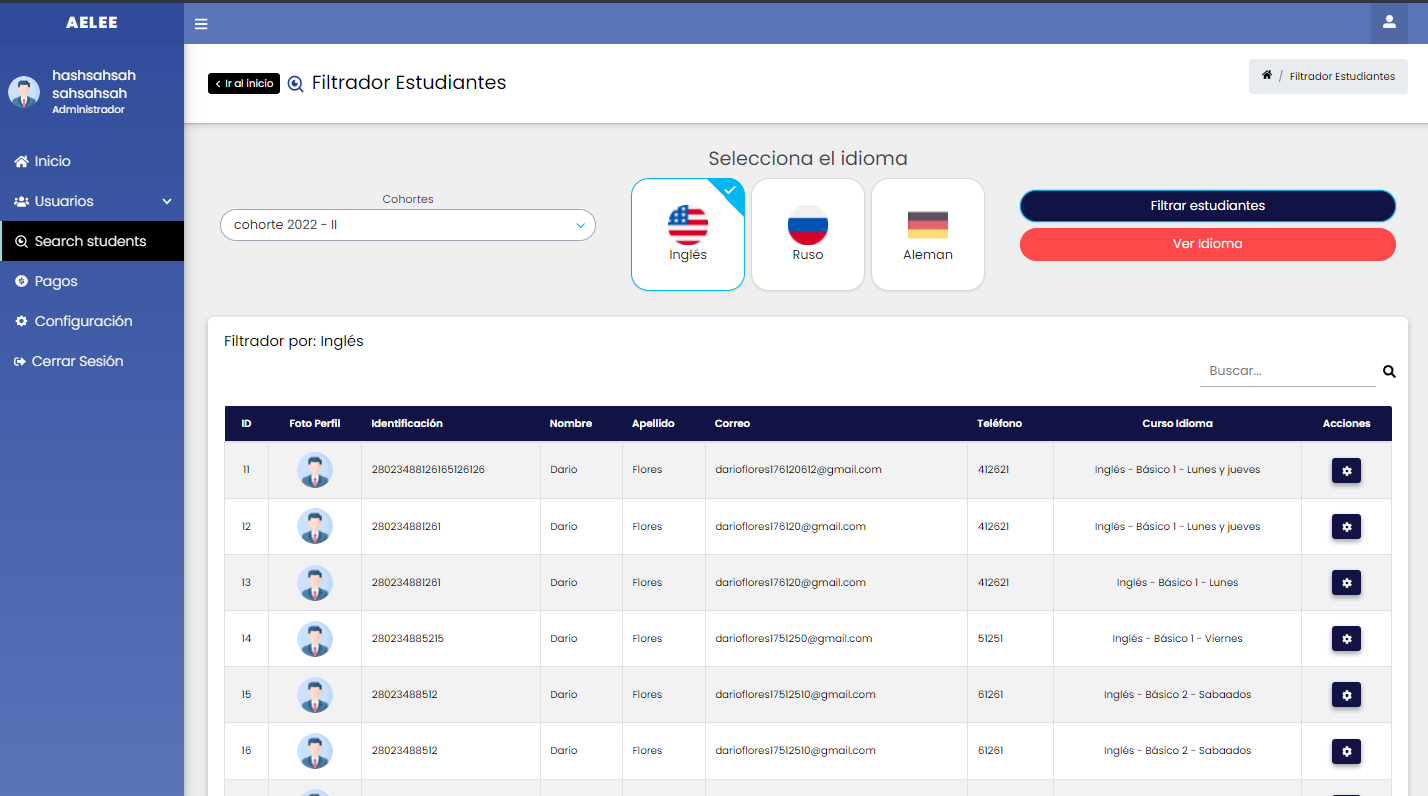 AELEE
hashsahsah
sahsahsah
Administrador
Inicio
Usuarios
Search students
Pagos
Configuración
Cerrar Sesión
Ir al inicio
Filtrador Estudiantes
/ Filtrador Estudiantes
Selecciona el idioma
Cohortes
cohorte 2022 - II
Inglés
Ruso
Aleman
Filtrar estudiantes
Ver Idioma
Filtrador por: Inglés
Buscar...
ID Foto Perfil Identificación Nombre Apellido Correo Teléfono Curso Idioma Acciones
11 28023488126165126126 Dario Flores darioflores176120612@gmail.com 412621 Inglés - Básico 1 - Lunes y jueves
12 280234881261 Dario Flores darioflores176120@gmail.com 412621 Inglés - Básico 1 - Lunes y jueves
13 280234881261 Dario Flores darioflores176120@gmail.com 412621 Inglés - Básico 1 - Lunes
14 280234885215 Dario Flores darioflores1751250@gmail.com 51251 Inglés - Básico 1 - Viernes
15 28023488512 Dario Flores darioflores17512510@gmail.com 61261 Inglés - Básico 2 - Sabaados
16 28023488512 Dario Flores darioflores17512510@gmail.com 61261 Inglés - Básico 2 - Sabaados